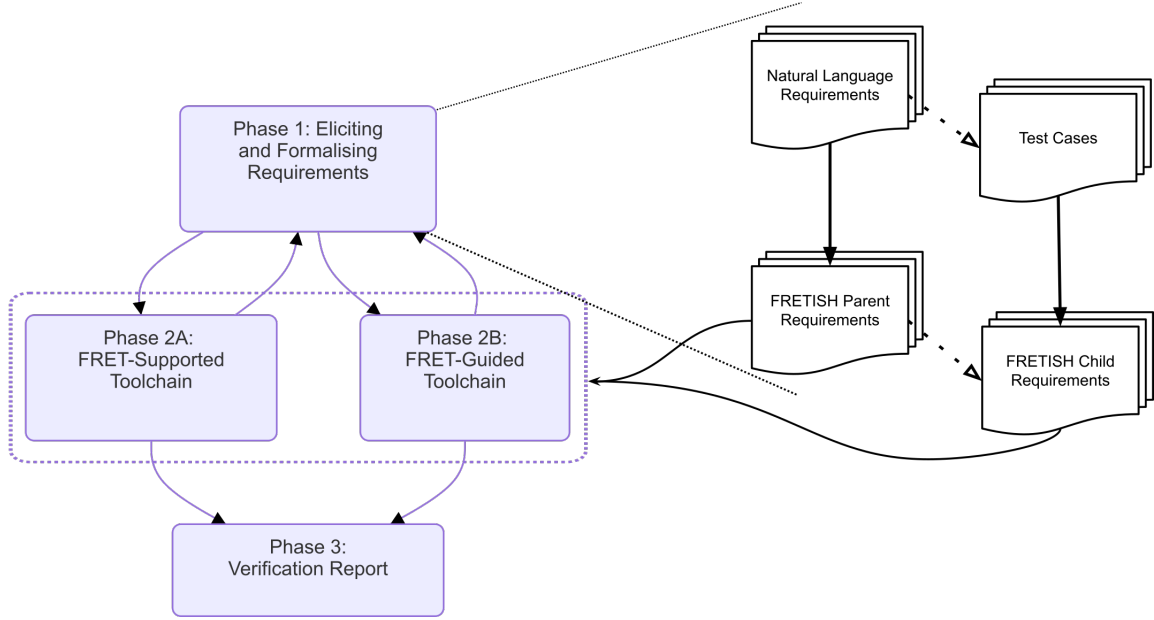 Phase 1: Eliciting
and Formalising
Requirements
Phase 2A:
FRET-Supported
Toolchain
Phase 2B:
FRET-Guided
Toolchain
Phase 3:
Verification Report
Natural Language
Requirements
Test Cases
FRETISH Parent
Requirements
FRETISH Child
Requirements